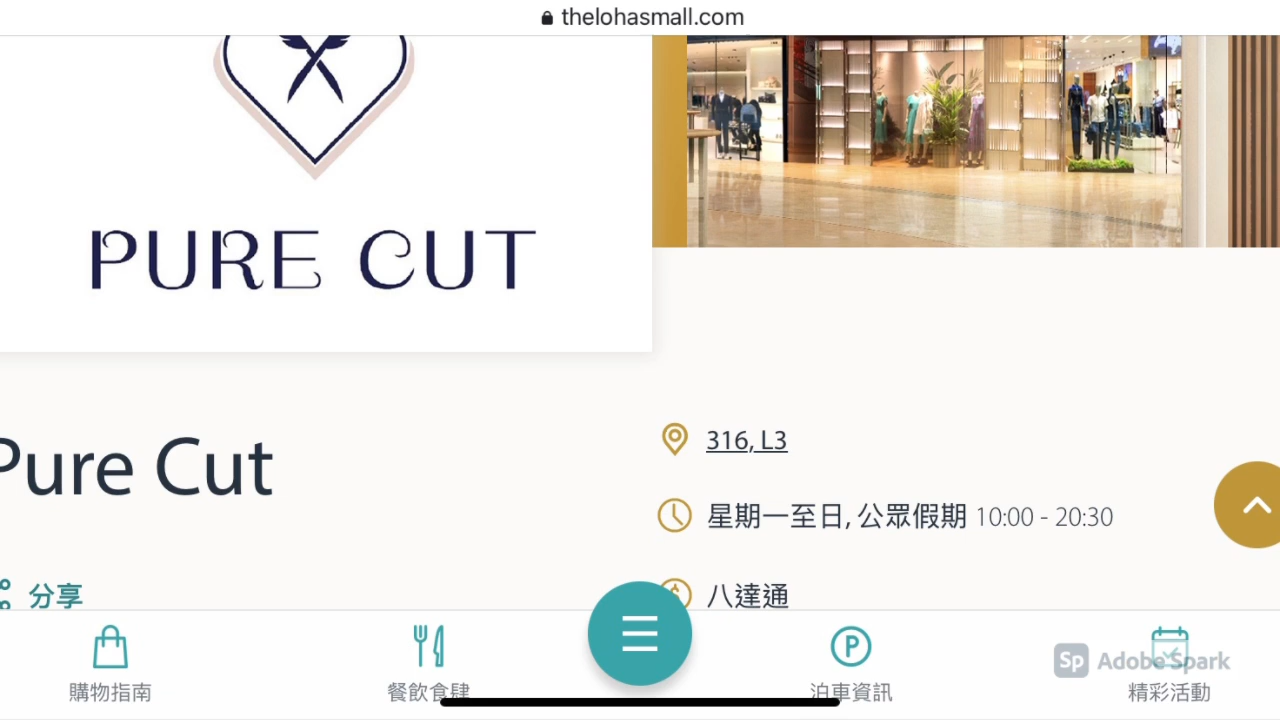 thelohasmall.com
PURE CUT
Pure Cut
316, L3
星期一至日, 公眾假期 10:00 - 20:30
分享
八達通
購物指南
餐飲食肆
P
泊車資訊
精彩活動
Sp Adobe Spark